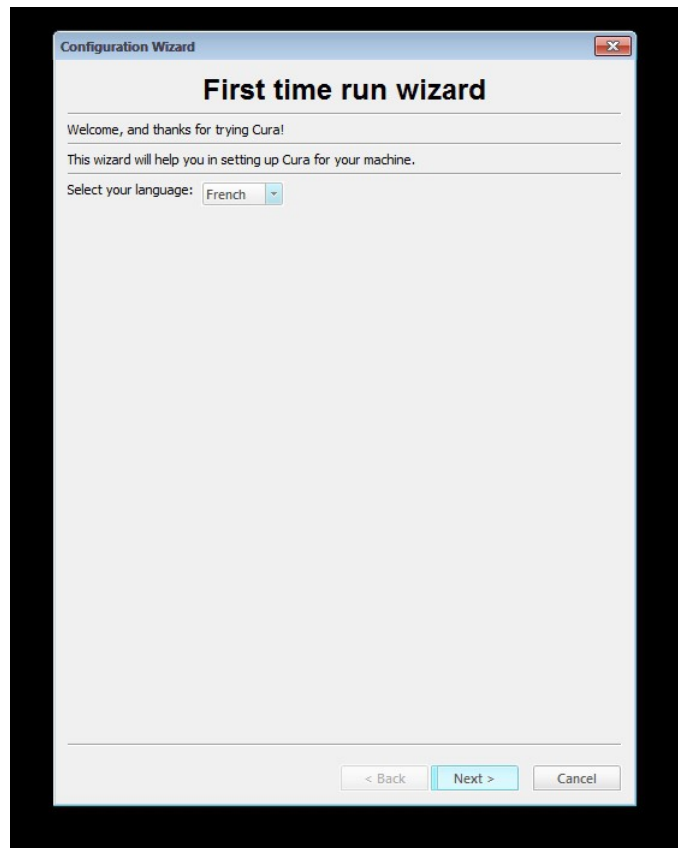 Configuration Wizard
First time run wizard
Welcome, and thanks for trying Cura!
This wizard will help you in setting up Cura for your machine.
Select your language: French
< Back Next > Cancel